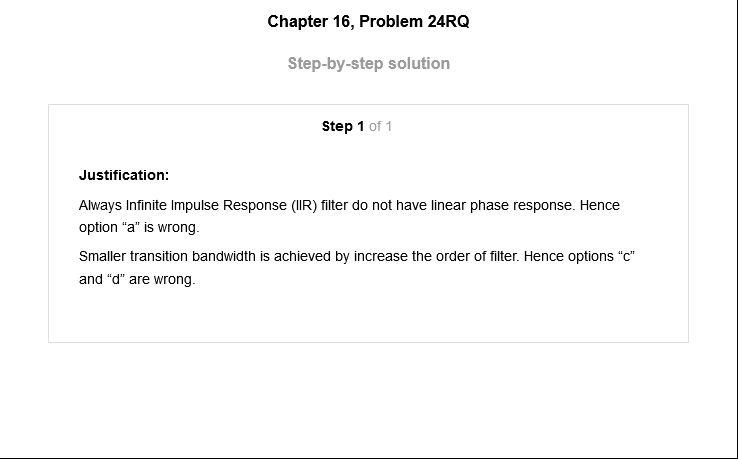 Chapter 16, Problem 24RQ
Step-by-step solution
Step 1 of 1
Justification:
Always Infinite Impulse Response (IIR) filter do not have linear phase response. Hence
option “a” is wrong.
Smaller transition bandwidth is achieved by increase the order of filter. Hence options “c”
and “d” are wrong.